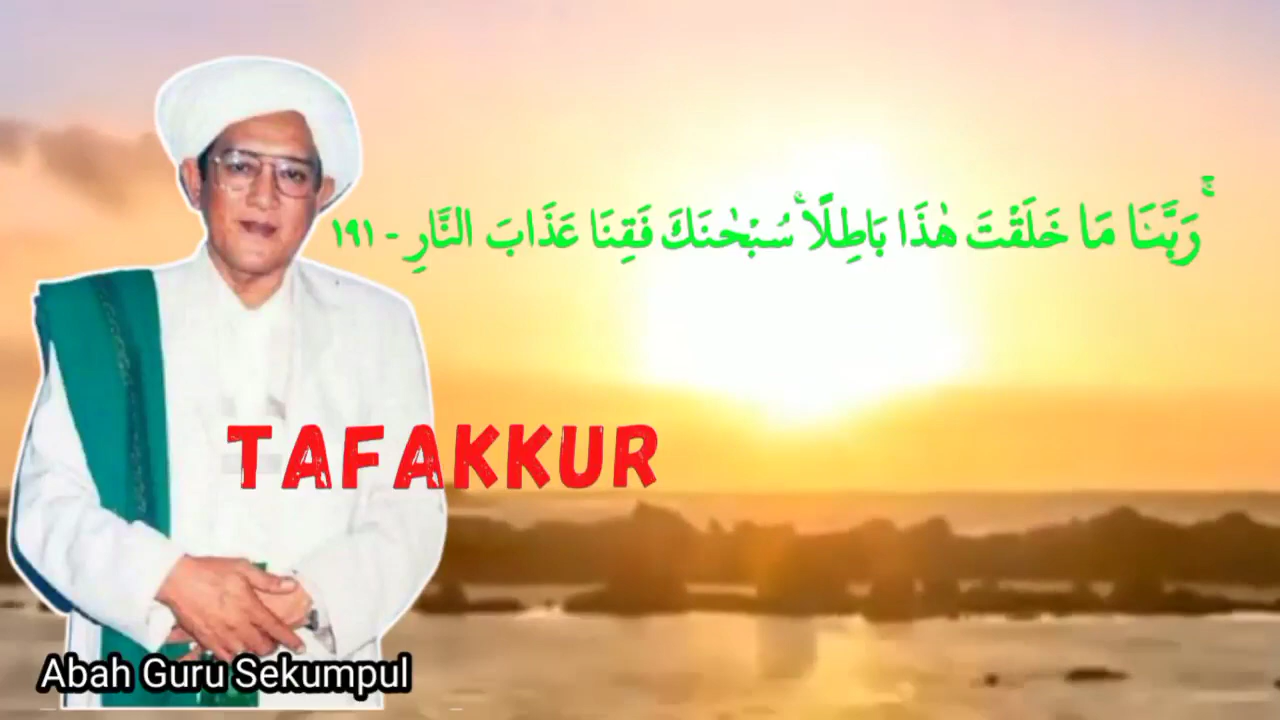 رَبَّنَا مَا خَلَقْتَ هٰذَا بَاطِلًاۚ سُبْحٰنَكَ فَقِنَا عَذَابَ النَّارِ - ١٩١
TAFAKKUR
Abah Guru Sekumpul